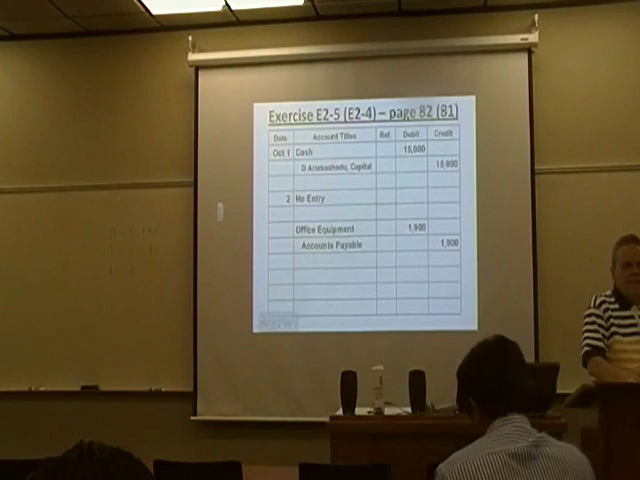 Exercise E2-5 (E2-4) – page 82 (81)
Date Account Titles Ref. Debit Credit
Oct 1 Cash 15,000
D Aromashodu, Capital 15,000
2 No Entry
Office Equipment 1,900
Accounts Payable 1,900